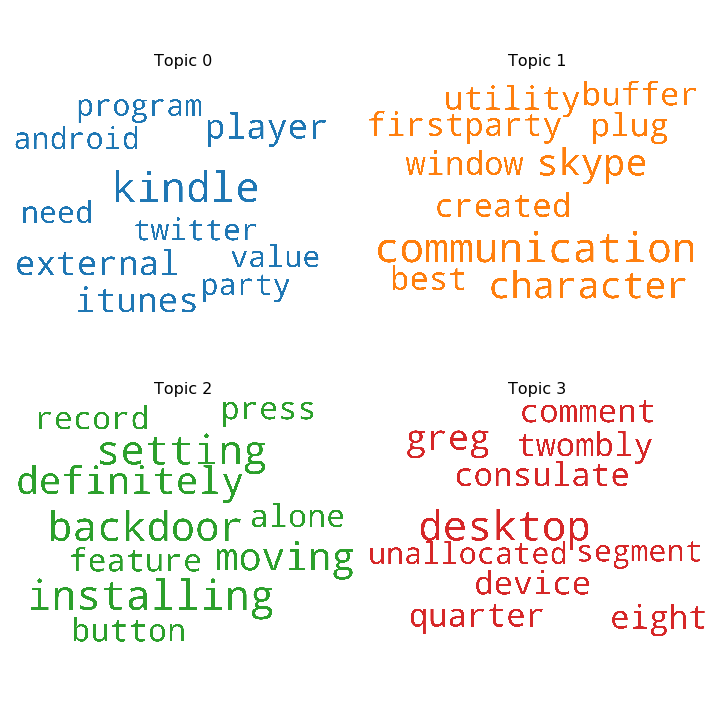 Topic 0
program
android
player
kindle
need
twitter
external
value
itunes
party
Topic 1
utility
buffer
firstparty
plug
window
skype
created
communication
best
character
Topic 2
record
press
setting
definitely
backdoor
alone
feature
moving
installing
button
Topic 3
comment
greg
twombly
consulate
desktop
unallocated
segment
device
quarter
eight